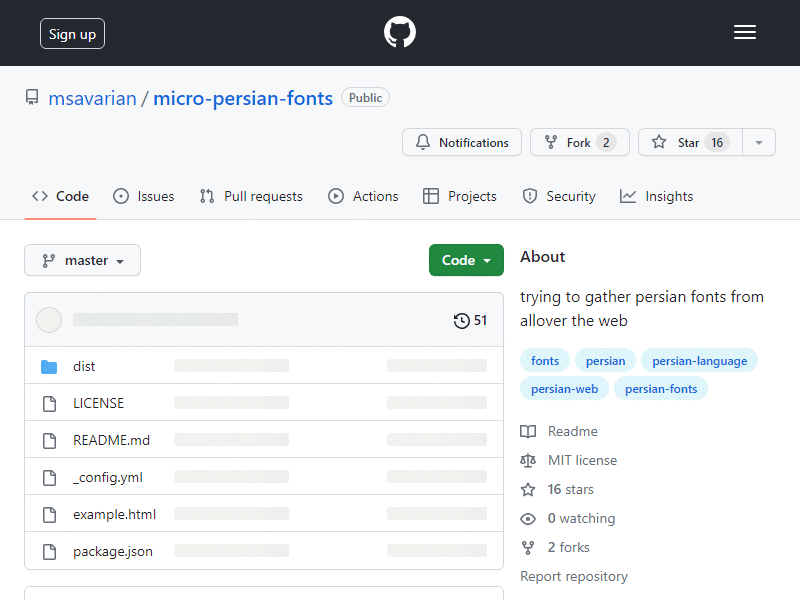 Sign up
msavarian / micro-persian-fonts Public
Notifications Fork 2 Star 16
Code Issues Pull requests Actions Projects Security Insights
master Code
51
dist
LICENSE
README.md
_config.yml
example.html
package.json
About
trying to gather persian fonts from
allover the web
fonts persian persian-language
persian-web persian-fonts
Readme
MIT license
16 stars
0 watching
2 forks
Report repository